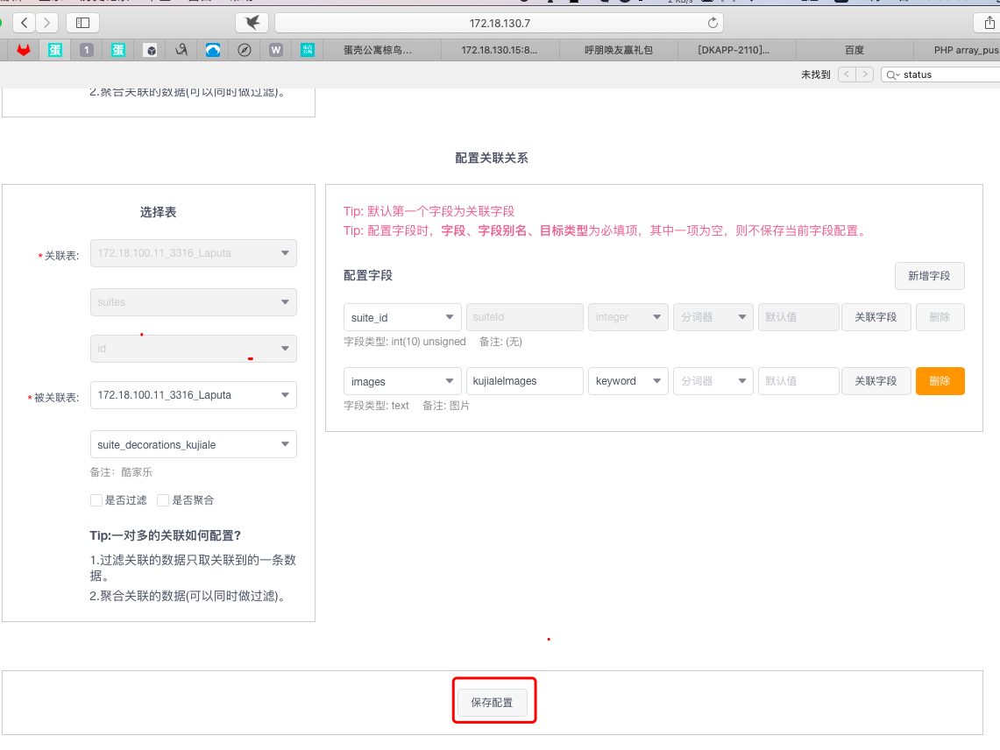 2 KB/s
172.18.130.7
蛋
1
蛋
W
蛋壳公寓椋鸟…
172.18.130.15:8...
呼朋唤友赢礼包
[DKAPP-2110]...
百度
PHP array_pus
未找到
status
2.聚合关联的数据(可以同时做过滤)。
配置关联关系
选择表
* 关联表:
172.18.100.11_3316_Laputa
suites
id
* 被关联表:
172.18.100.11_3316_Laputa
suite_decorations_kujiale
备注: 酷家乐
是否过滤 是否聚合
Tip:一对多的关联如何配置?
1.过滤关联的数据只取关联到的一条数
据。
2.聚合关联的数据(可以同时做过滤)。
Tip: 默认第一个字段为关联字段
Tip: 配置字段时，字段、字段别名、目标类型为必填项，其中一项为空，则不保存当前字段配置。
配置字段 新增字段
suite_id suiteId integer 分词器 默认值 关联字段 删除
字段类型: int(10) unsigned 备注: (无)
images kujialeImages keyword 分词器 默认值 关联字段 删除
字段类型: text 备注: 图片
保存配置